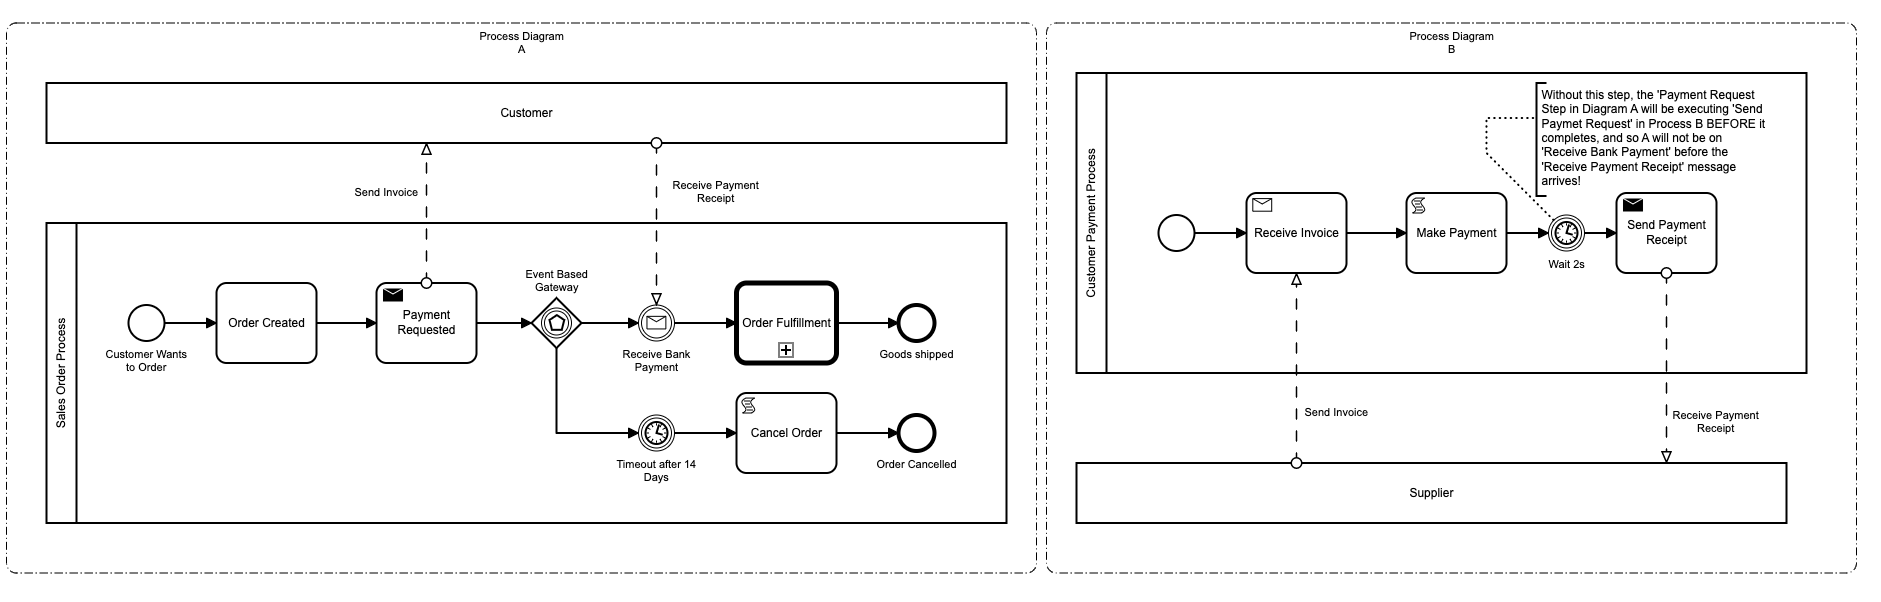 Process Diagram
A
Customer
Send Invoice
Receive Payment
Receipt
Sales Order Process
Customer Wants
to Order
Order Created
Payment
Requested
Event Based
Gateway
Receive Bank
Payment
Order Fulfillment
Goods shipped
Timeout after 14
Days
Cancel Order
Order Cancelled
Process Diagram
B
Customer Payment Process
Without this step, the 'Payment Request
Step in Diagram A will be executing 'Send
Paymet Request' in Process B BEFORE it
completes, and so A will not be on
'Receive Bank Payment' before the
'Receive Payment Receipt' message
arrives!
Receive Invoice
Make Payment
Wait 2s
Send Payment
Receipt
Send Invoice
Receive Payment
Receipt
Supplier